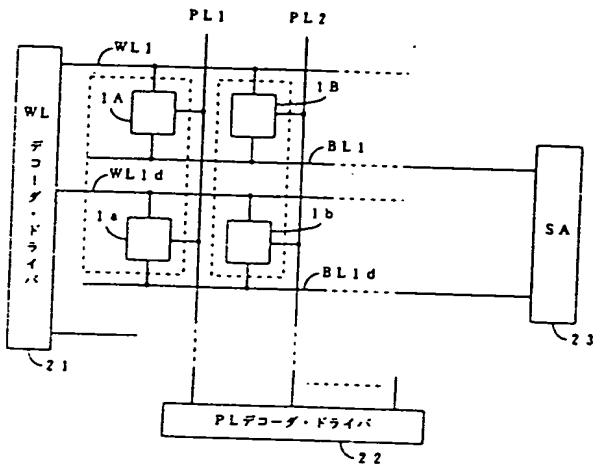 PL1
PL2
WL1
1A
1B
BL1
WL デコーダ・ドライバ
WL1d
1a
1b
SA
BL1d
21
23
PLデコーダ・ドライバ
22